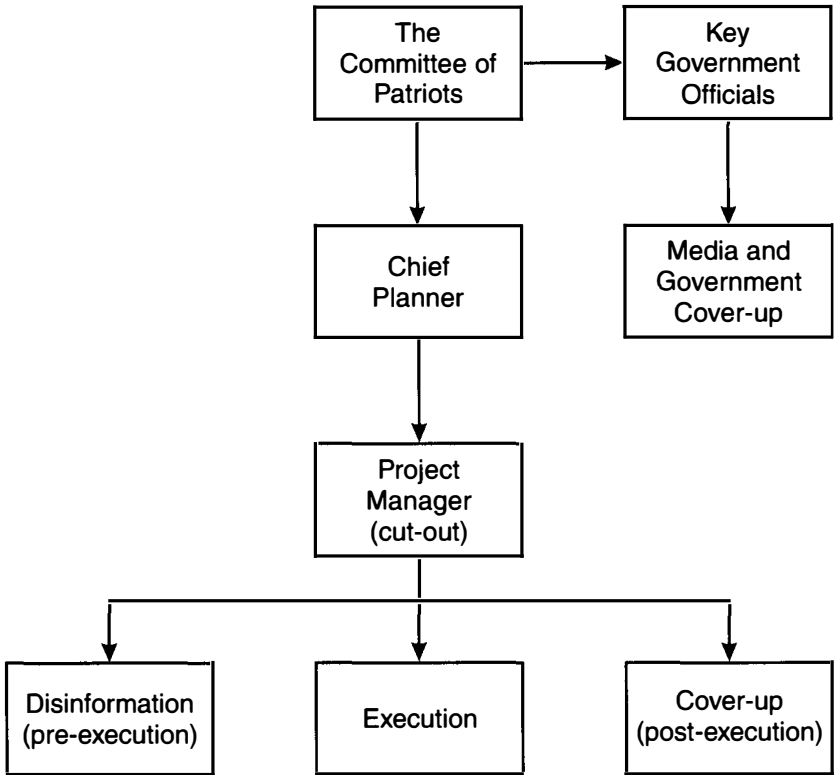 The
Committee of
Patriots
Key
Government
Officials
Chief
Planner
Media and
Government
Cover-up
Project
Manager
(cut-out)
Disinformation
(pre-execution)
Execution
Cover-up
(post-execution)